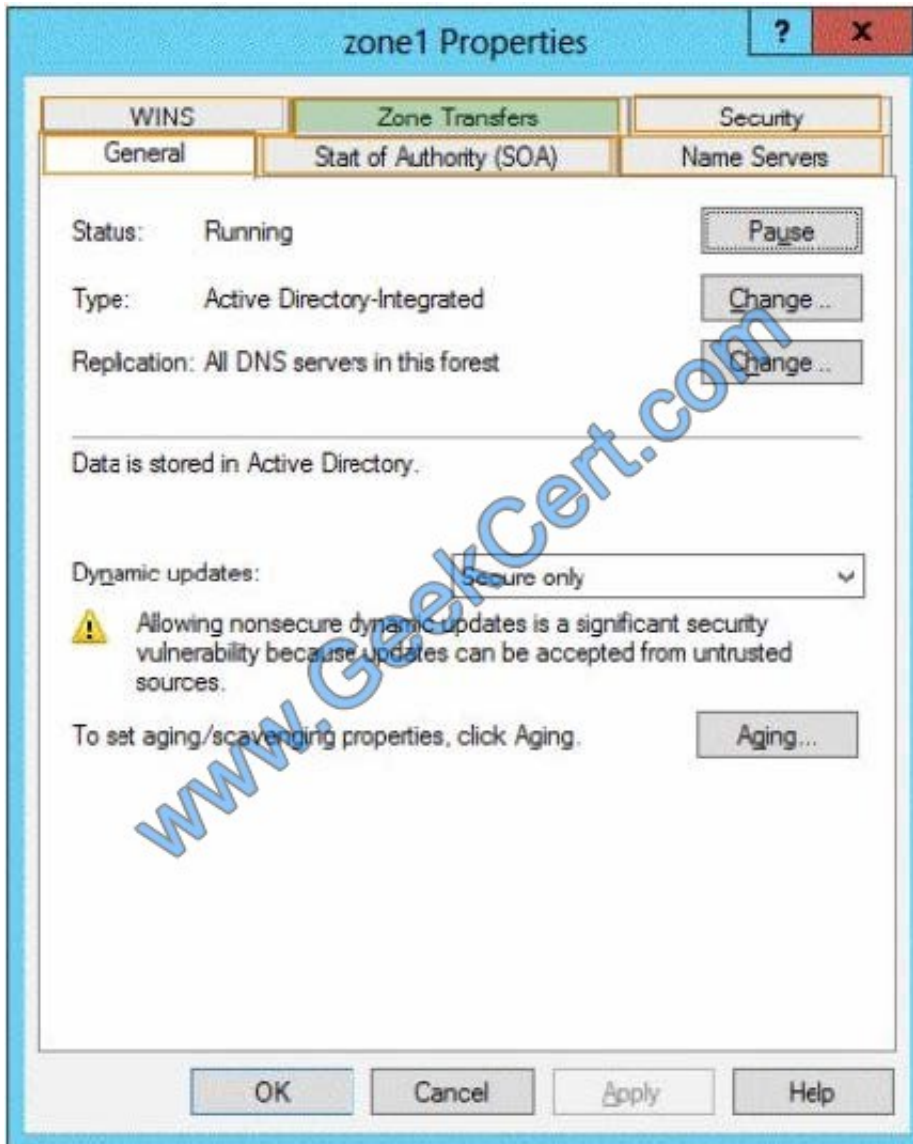 zone1 Properties
? x
WINS Zone Transfers Security
General Start of Authority (SOA) Name Servers
Status: Running Pause
Type: Active Directory-Integrated Change ..
Replication: All DNS servers in this forest Change ..
Data is stored in Active Directory.
Dynamic updates: Secure only
Allowing nonsecure dynamic updates is a significant security
vulnerability because updates can be accepted from untrusted
sources.
To set aging/scavenging properties, click Aging. Aging...
www.GeekCert.com
OK Cancel Apply Help